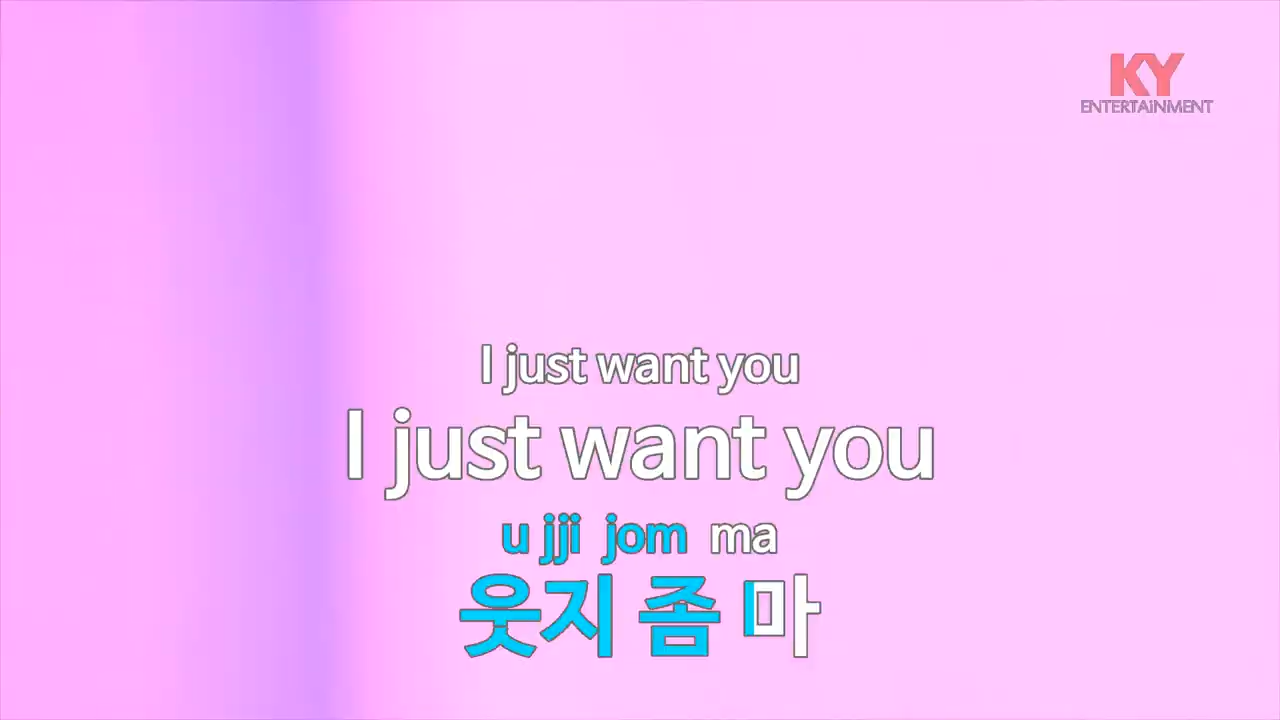 KY
ENTERTAiNMENT
I just want you
I just want you
u jji jom ma
웃지 좀 마